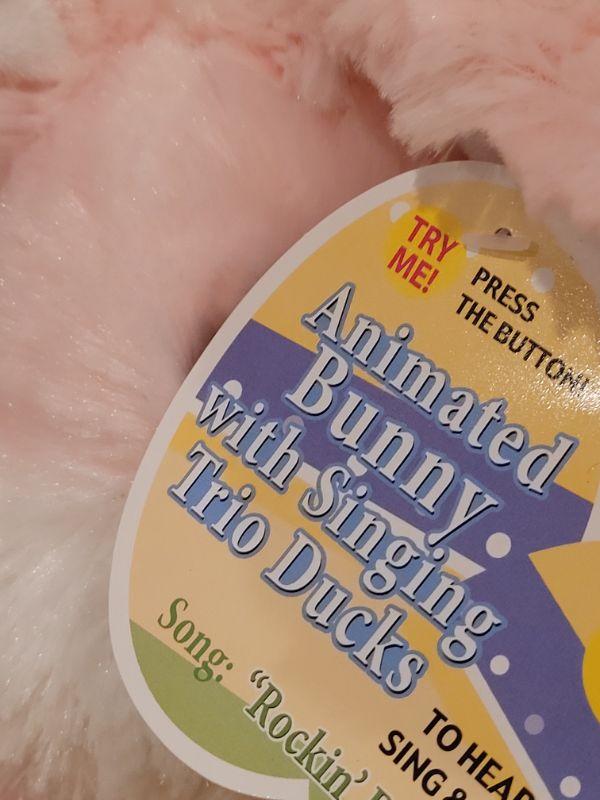 TRY
ME!
PRESS
THE BUTTON!
Animated
Bunny
with Singing
Trio Ducks
Song: "Rockin'
TO HEAR
SING &